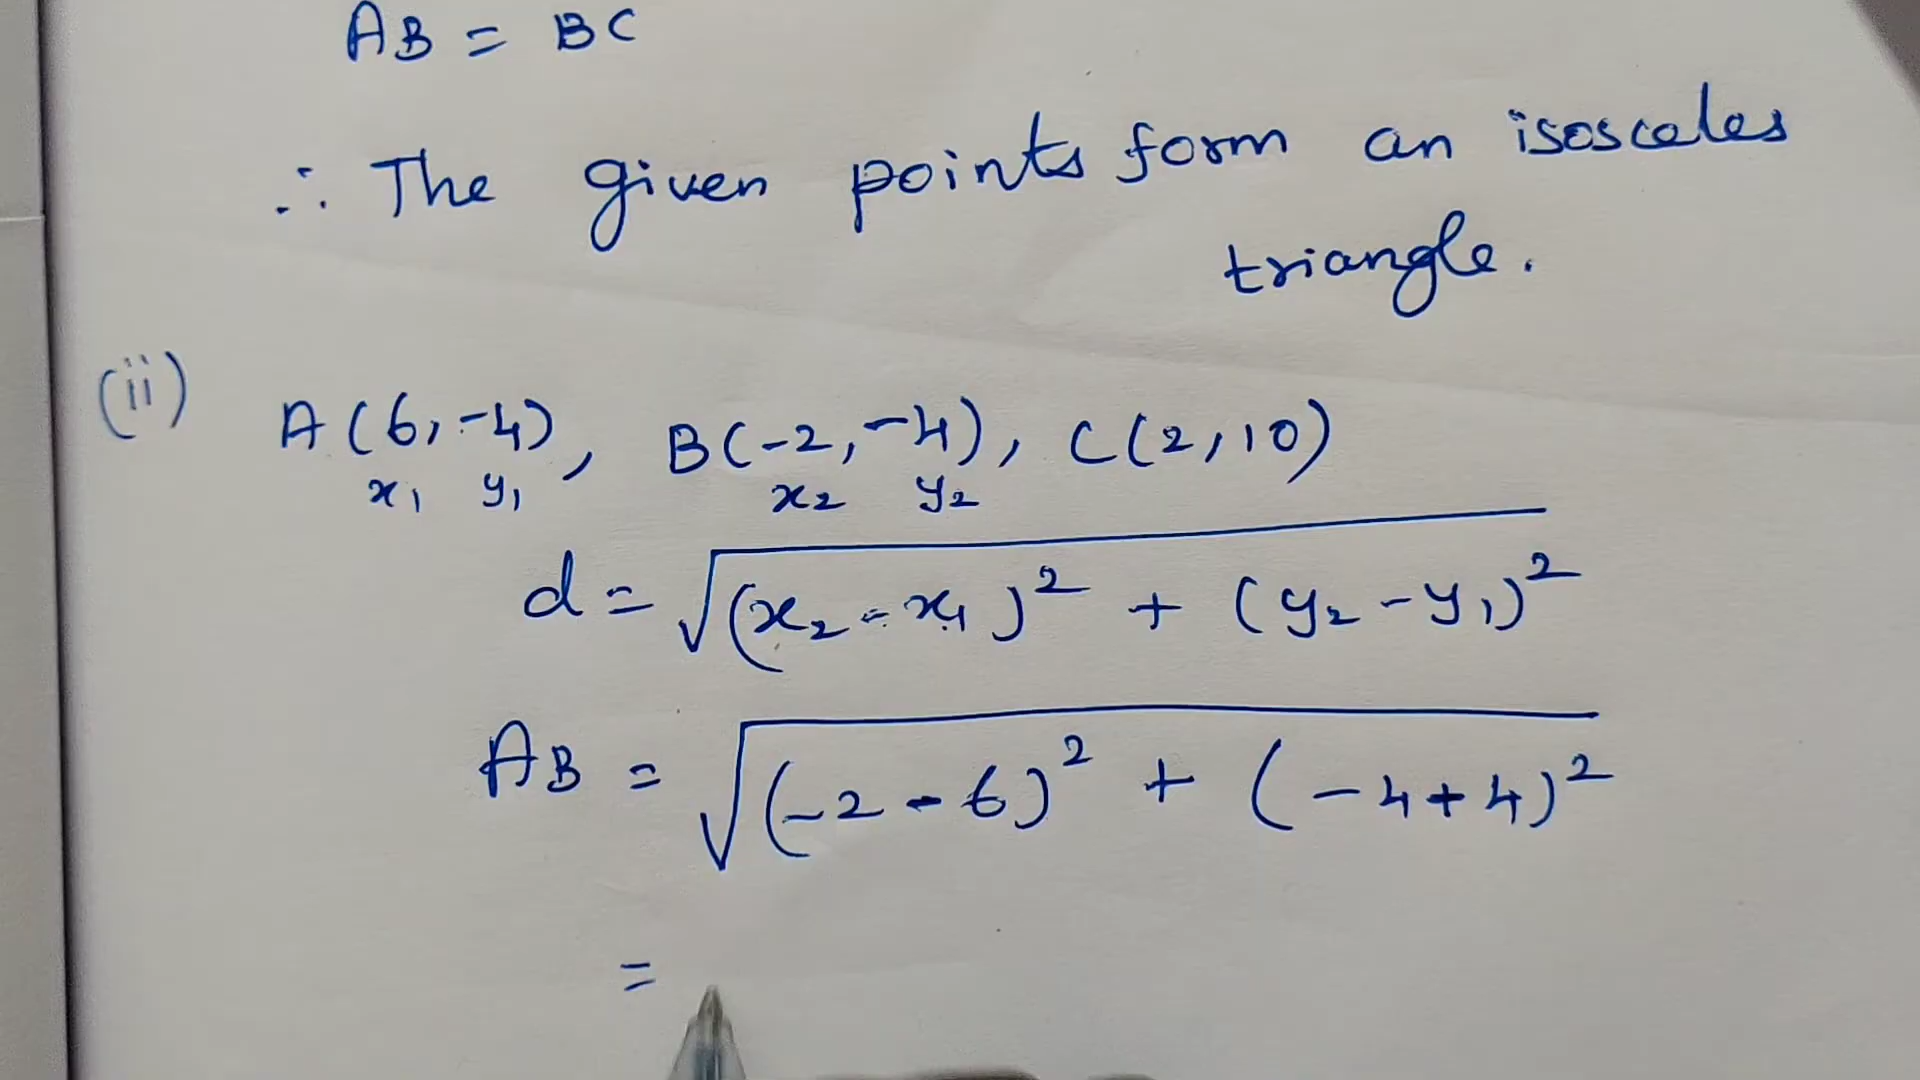 AB = BC
∴ The given points form an isosceles
triangle.
(ii) A(6, -4), B(-2, -4), C(2, 10)
x₁ y₁ x₂ y₂
d = √(x₂ - x₁)² + (y₂ - y₁)²
AB = √(-2 - 6)² + (-4 + 4)²
=